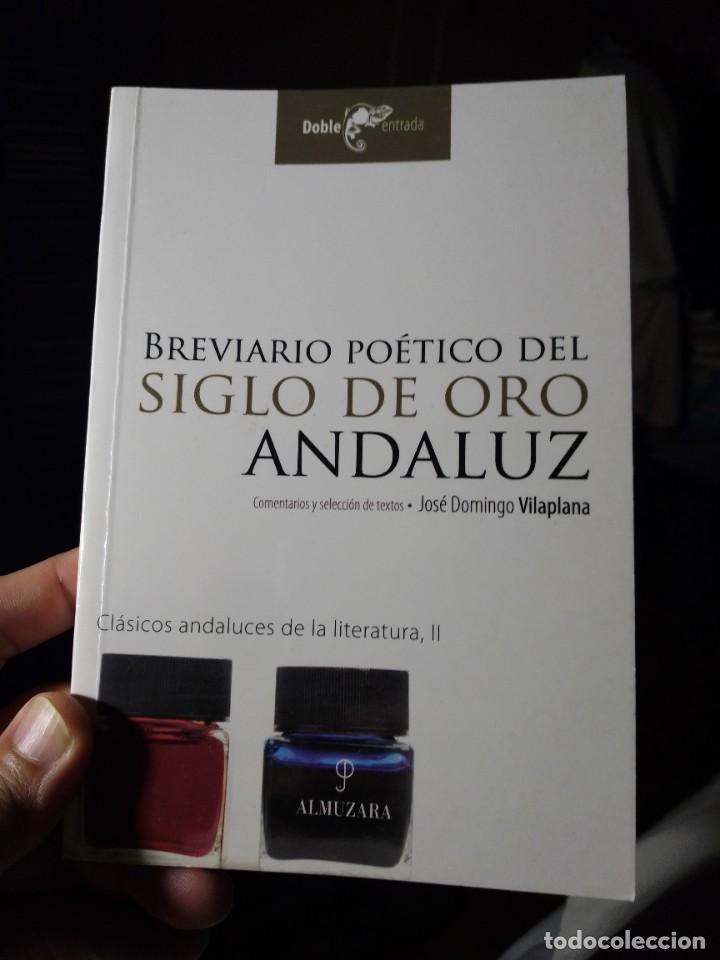 Doble entrada
BREVIARIO POÉTICO DEL
SIGLO DE ORO
ANDALUZ
Comentarios y selección de textos • José Domingo Vilaplana
Clásicos andaluces de la literatura, II
ALMUZARA
todocoleccion